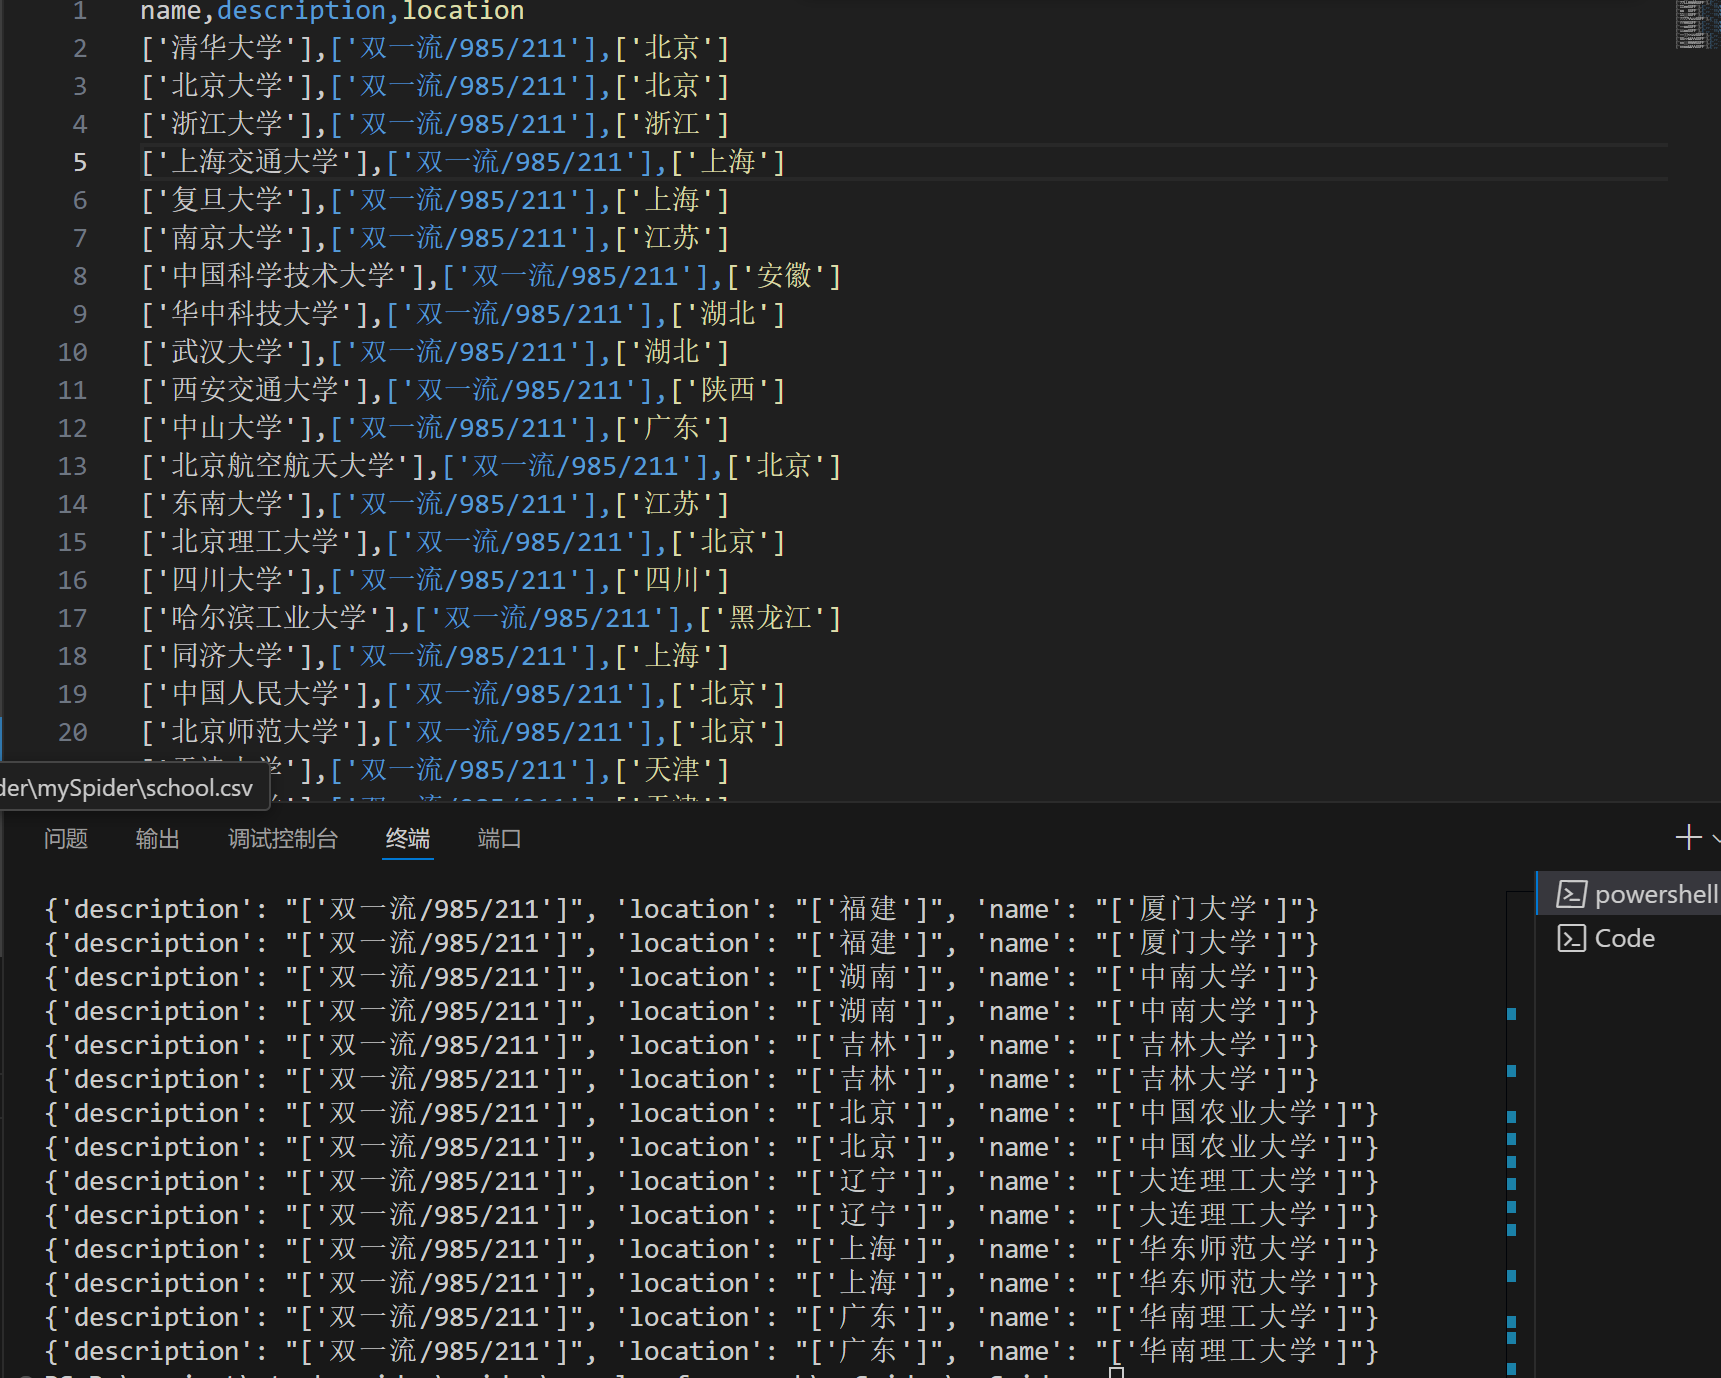 1 name,description,location
2 ['清华大学'],['双一流/985/211'],['北京']
3 ['北京大学'],['双一流/985/211'],['北京']
4 ['浙江大学'],['双一流/985/211'],['浙江']
5 ['上海交通大学'],['双一流/985/211'],['上海']
6 ['复旦大学'],['双一流/985/211'],['上海']
7 ['南京大学'],['双一流/985/211'],['江苏']
8 ['中国科学技术大学'],['双一流/985/211'],['安徽']
9 ['华中科技大学'],['双一流/985/211'],['湖北']
10 ['武汉大学'],['双一流/985/211'],['湖北']
11 ['西安交通大学'],['双一流/985/211'],['陕西']
12 ['中山大学'],['双一流/985/211'],['广东']
13 ['北京航空航天大学'],['双一流/985/211'],['北京']
14 ['东南大学'],['双一流/985/211'],['江苏']
15 ['北京理工大学'],['双一流/985/211'],['北京']
16 ['四川大学'],['双一流/985/211'],['四川']
17 ['哈尔滨工业大学'],['双一流/985/211'],['黑龙江']
18 ['同济大学'],['双一流/985/211'],['上海']
19 ['中国人民大学'],['双一流/985/211'],['北京']
20 ['北京师范大学'],['双一流/985/211'],['北京']
'],['双一流/985/211'],['天津']
der\mySpider\school.csv
问题 输出 调试控制台 终端 端口
{'description': "['双一流/985/211']", 'location': "['福建']", 'name': "['厦门大学']"}
{'description': "['双一流/985/211']", 'location': "['福建']", 'name': "['厦门大学']"}
{'description': "['双一流/985/211']", 'location': "['湖南']", 'name': "['中南大学']"}
{'description': "['双一流/985/211']", 'location': "['湖南']", 'name': "['中南大学']"}
{'description': "['双一流/985/211']", 'location': "['吉林']", 'name': "['吉林大学']"}
{'description': "['双一流/985/211']", 'location': "['吉林']", 'name': "['吉林大学']"}
{'description': "['双一流/985/211']", 'location': "['北京']", 'name': "['中国农业大学']"}
{'description': "['双一流/985/211']", 'location': "['北京']", 'name': "['中国农业大学']"}
{'description': "['双一流/985/211']", 'location': "['辽宁']", 'name': "['大连理工大学']"}
{'description': "['双一流/985/211']", 'location': "['辽宁']", 'name': "['大连理工大学']"}
{'description': "['双一流/985/211']", 'location': "['上海']", 'name': "['华东师范大学']"}
{'description': "['双一流/985/211']", 'location': "['上海']", 'name': "['华东师范大学']"}
{'description': "['双一流/985/211']", 'location': "['广东']", 'name': "['华南理工大学']"}
{'description': "['双一流/985/211']", 'location': "['广东']", 'name': "['华南理工大学']"}
powershell
Code